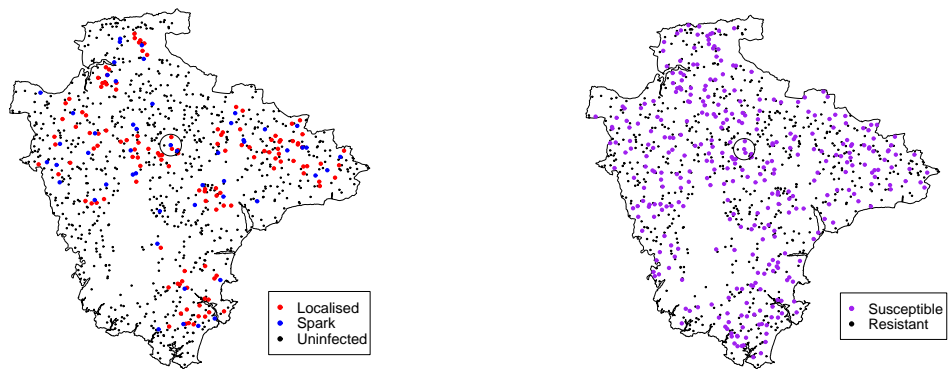 Localised
Spark
Uninfected
Susceptible
Resistant